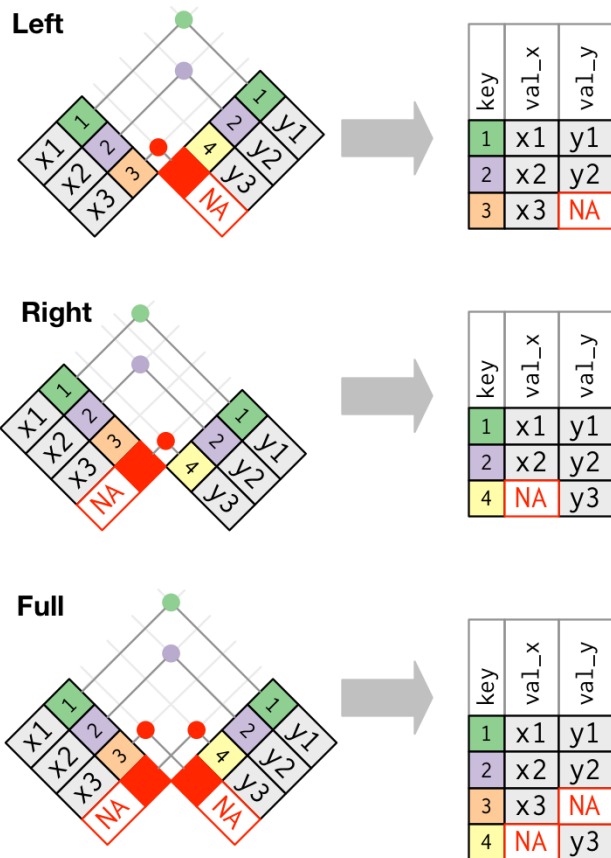 Left
1 x1
2 x2
3 x3
1 y1
2 y2
4 y3
NA
key val_x val_y
1 x1 y1
2 x2 y2
3 x3 NA
Right
1 x1
2 x2
3 x3
NA
1 y1
2 y2
4 y3
key val_x val_y
1 x1 y1
2 x2 y2
4 NA y3
Full
1 x1
2 x2
3 x3
NA
1 y1
2 y2
4 y3
NA
key val_x val_y
1 x1 y1
2 x2 y2
3 x3 NA
4 NA y3